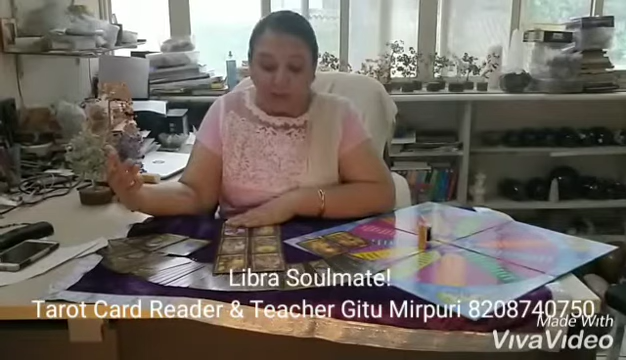 Libra Soulmate!
Tarot Card Reader & Teacher Gitu Mirpuri 8208740750
Made With
VivaVideo